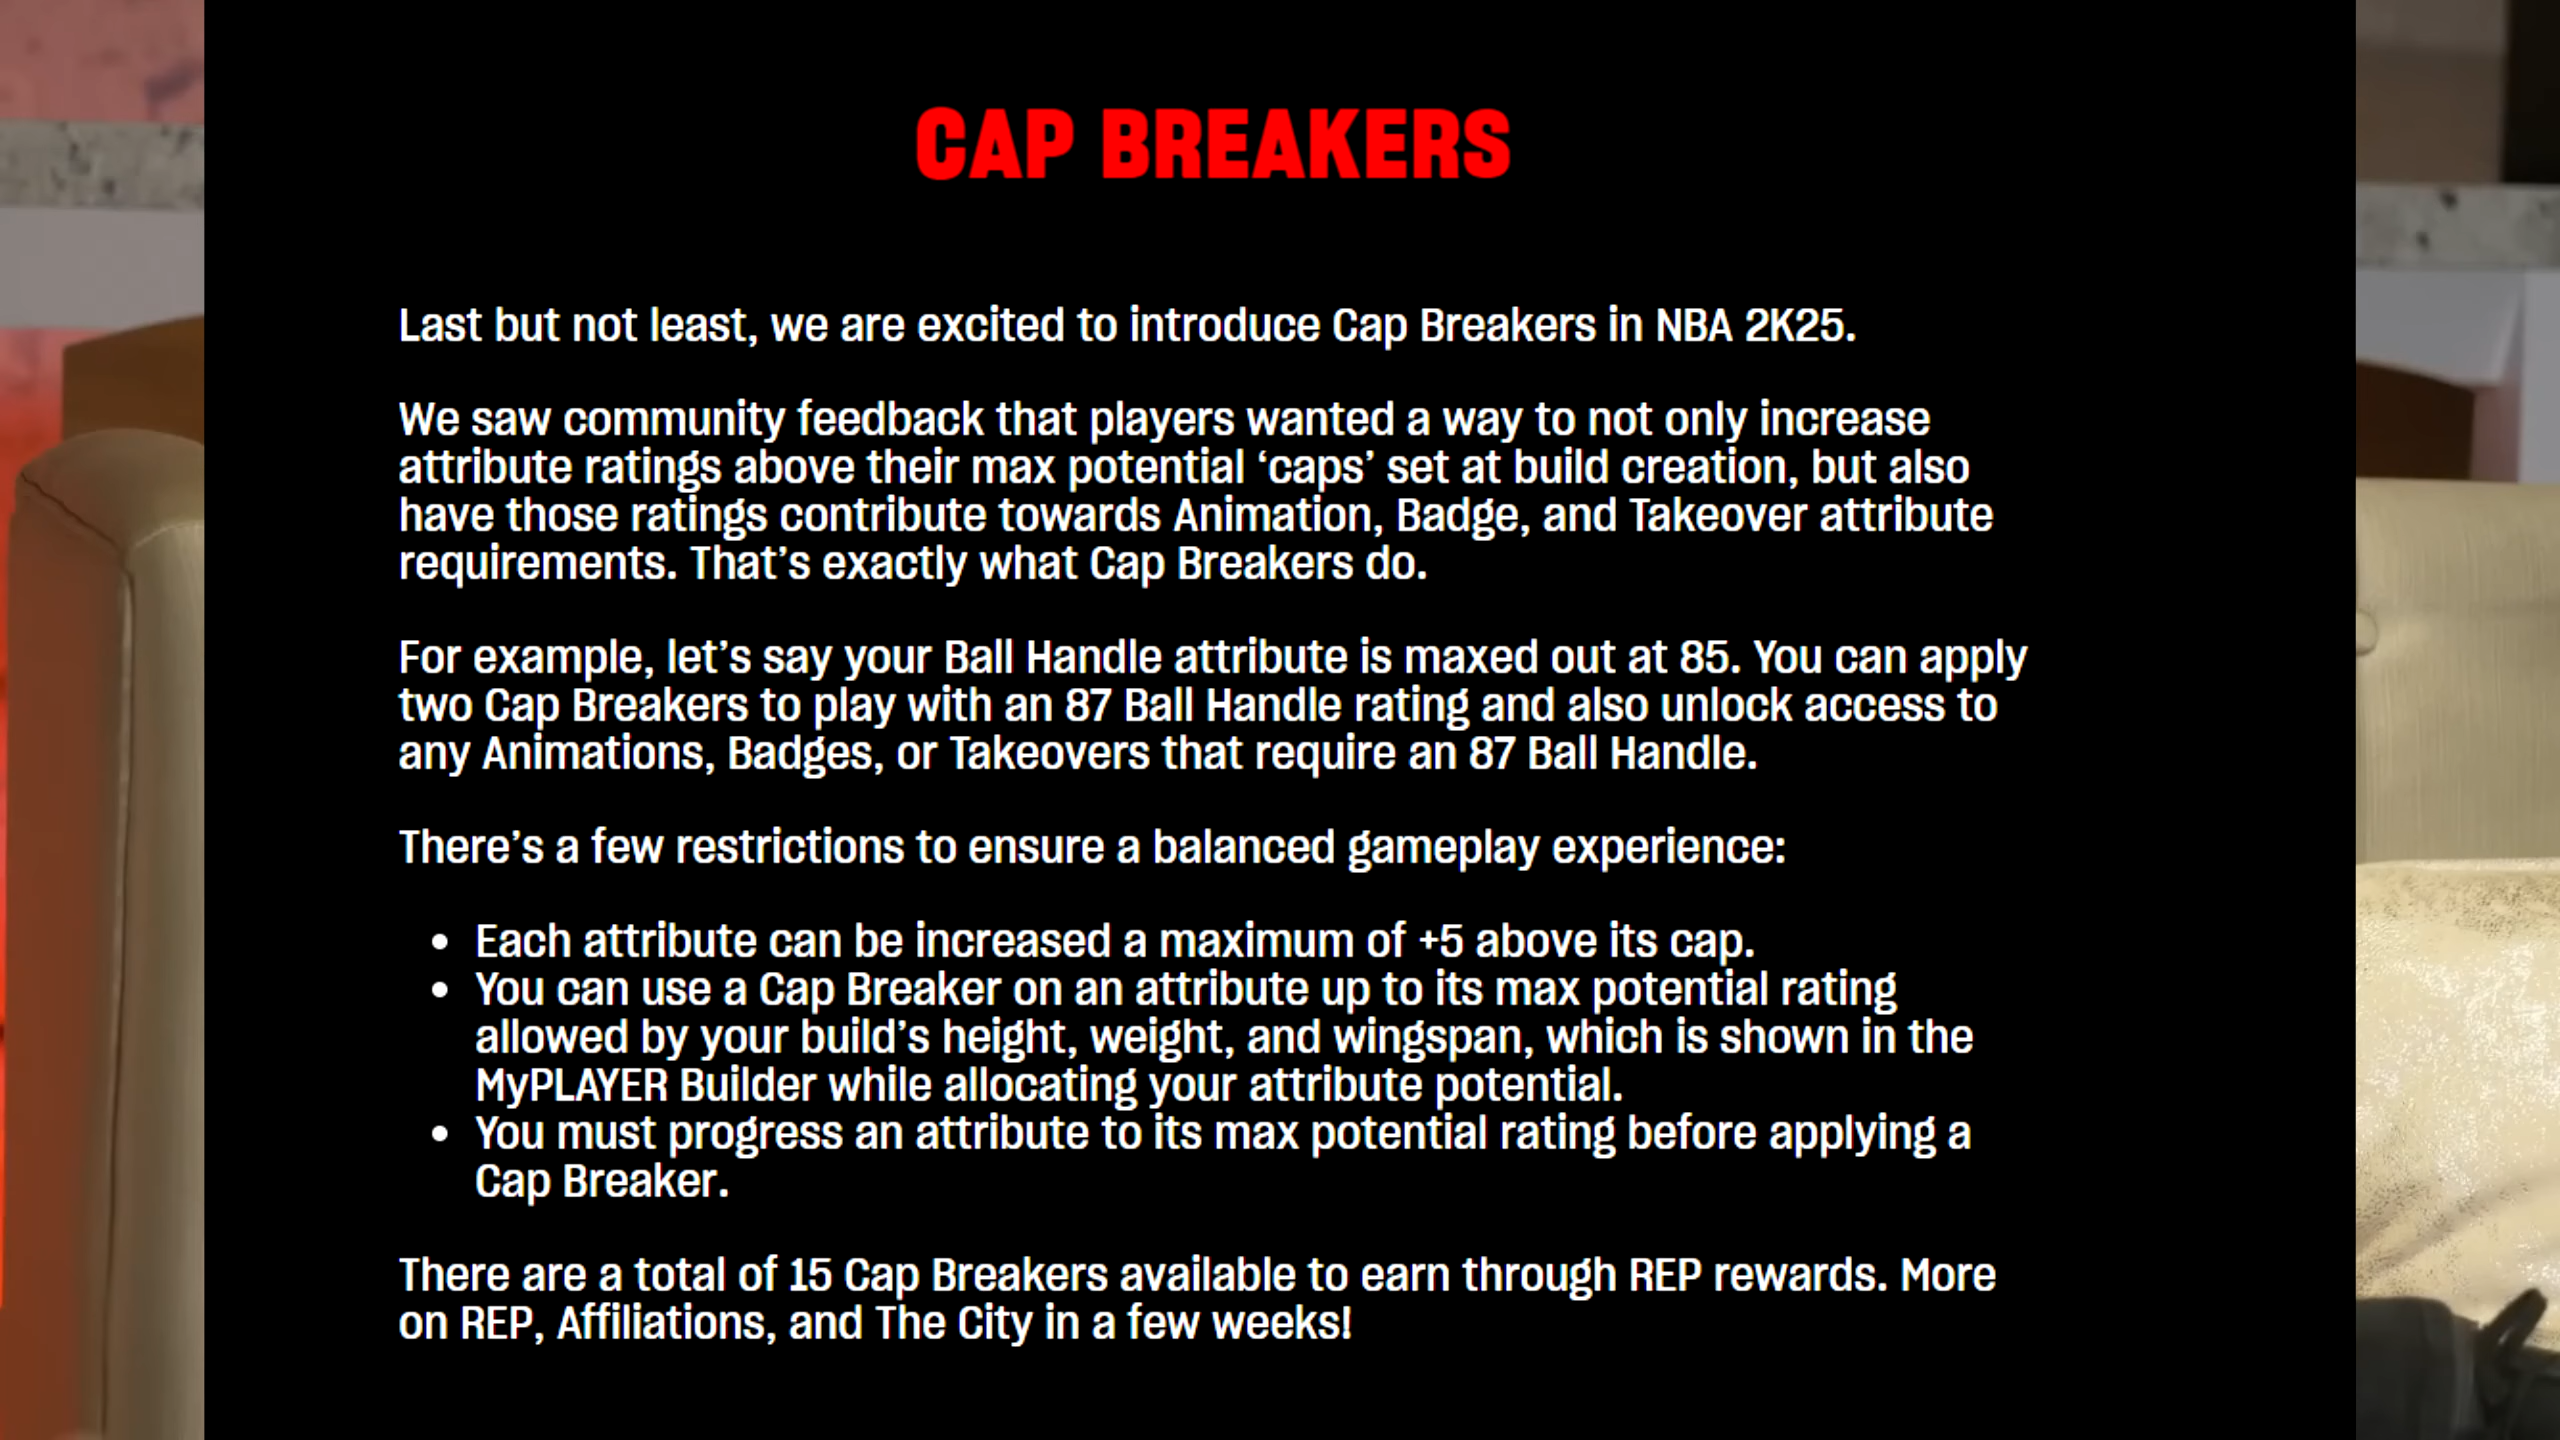 CAP BREAKERS
Last but not least, we are excited to introduce Cap Breakers in NBA 2K25.
We saw community feedback that players wanted a way to not only increase
attribute ratings above their max potential ‘caps’ set at build creation, but also
have those ratings contribute towards Animation, Badge, and Takeover attribute
requirements. That’s exactly what Cap Breakers do.
For example, let’s say your Ball Handle attribute is maxed out at 85. You can apply
two Cap Breakers to play with an 87 Ball Handle rating and also unlock access to
any Animations, Badges, or Takeovers that require an 87 Ball Handle.
There’s a few restrictions to ensure a balanced gameplay experience:
• Each attribute can be increased a maximum of +5 above its cap.
• You can use a Cap Breaker on an attribute up to its max potential rating
allowed by your build’s height, weight, and wingspan, which is shown in the
MyPLAYER Builder while allocating your attribute potential.
• You must progress an attribute to its max potential rating before applying a
Cap Breaker.
There are a total of 15 Cap Breakers available to earn through REP rewards. More
on REP, Affiliations, and The City in a few weeks!